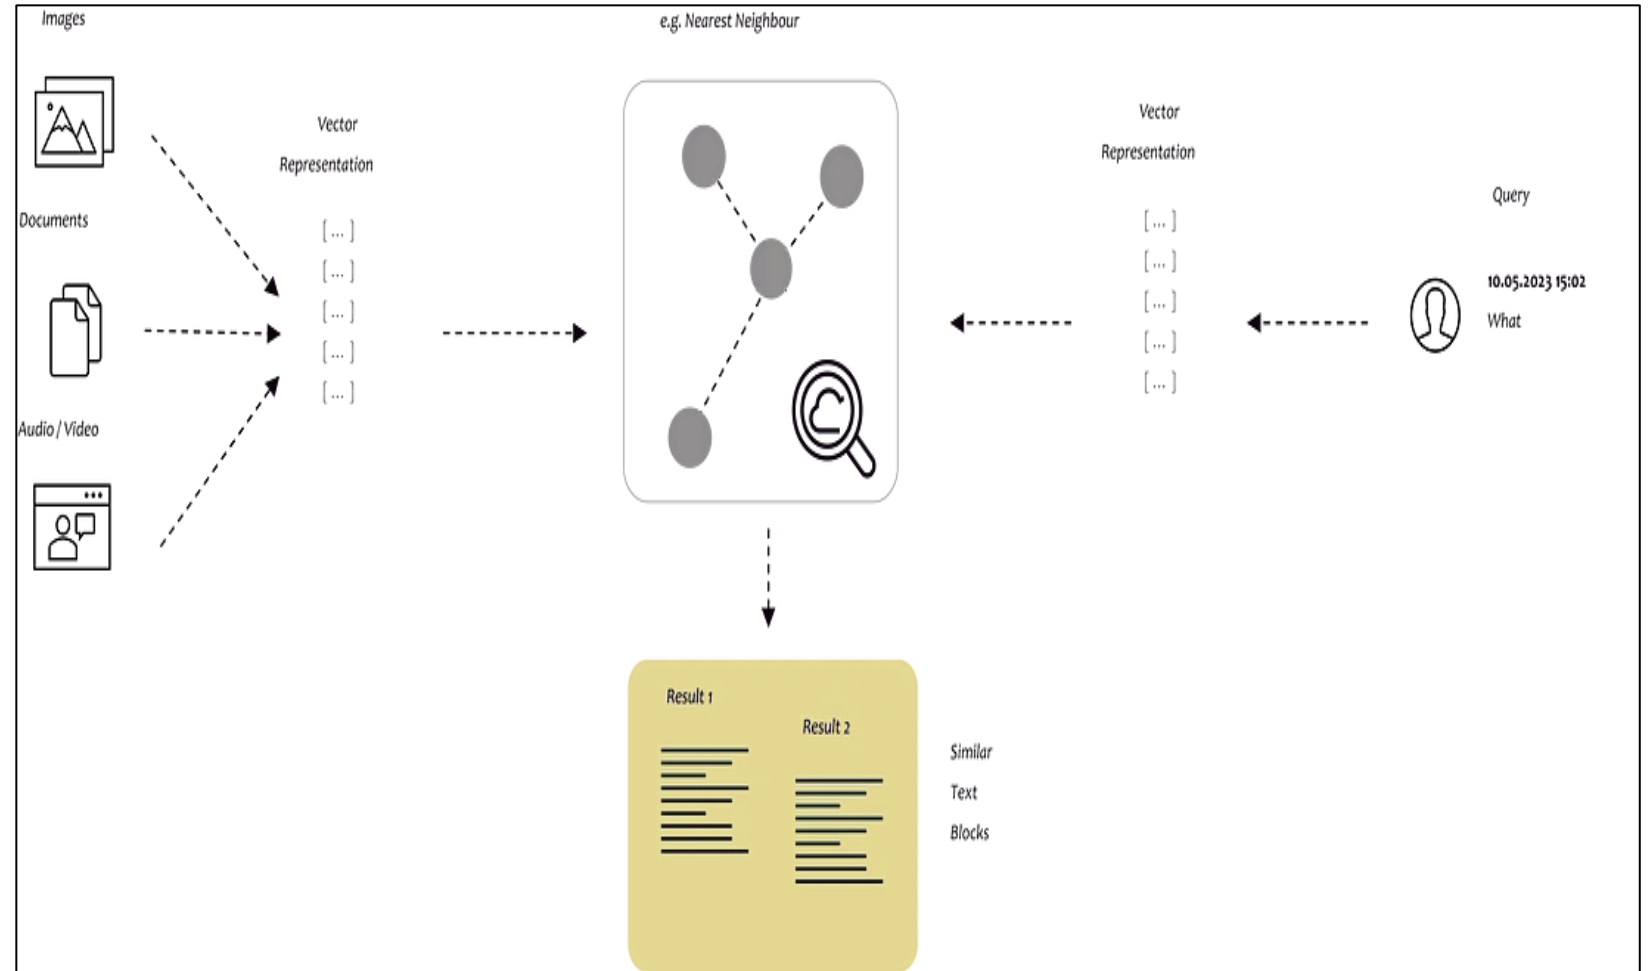 Images
e.g. Nearest Neighbour
Vector
Representation
[ ... ]
[ ... ]
[ ... ]
[ ... ]
[ ... ]
Documents
Audio / Video
Vector
Representation
[ ... ]
[ ... ]
[ ... ]
[ ... ]
[ ... ]
Query
10.05.2023 15:02
What
Result 1
Result 2
Similar
Text
Blocks